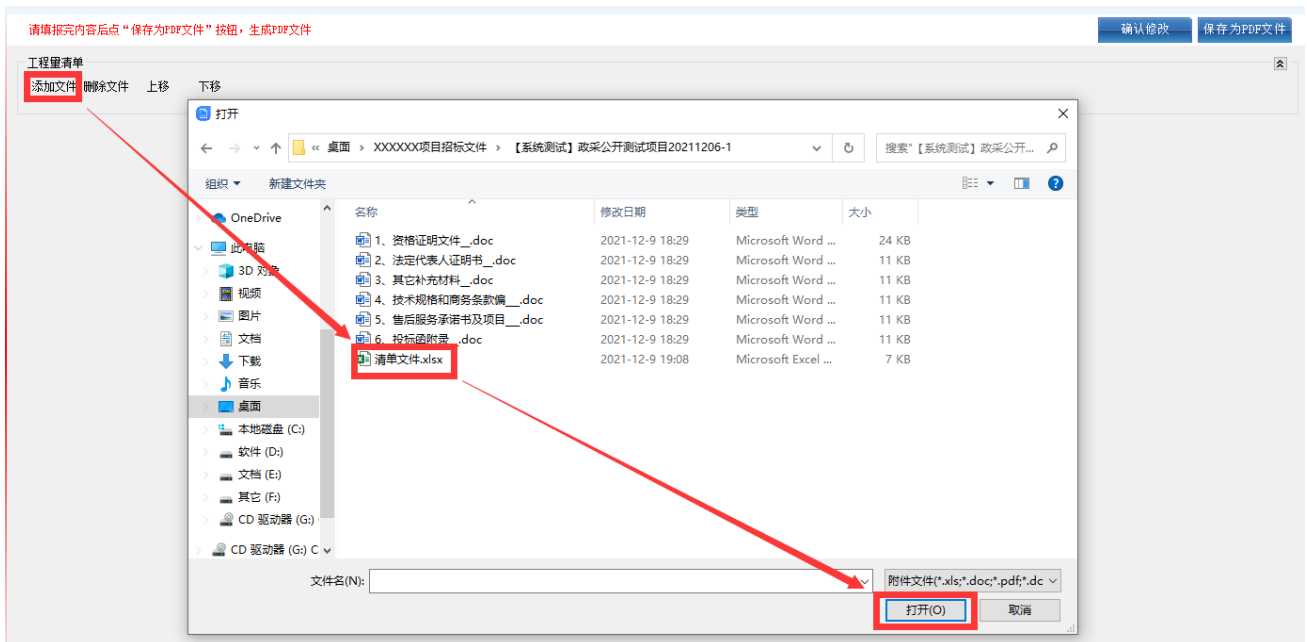 请填报完内容后点“保存为PDF文件”按钮，生成PDF文件
确认修改 保存为PDF文件
工程量清单
添加文件 删除文件 上移 下移
打开
« 桌面 › XXXXXX项目招标文件 › 【系统测试】政采公开测试项目20211206-1
搜索"【系统测试】政采公开...
组织 新建文件夹
名称 修改日期 类型 大小
OneDrive
此电脑
3D 对象
视频
图片
文档
下载
音乐
桌面
本地磁盘 (C:)
软件 (D:)
文档 (E:)
其它 (F:)
CD 驱动器 (G:)
CD 驱动器 (G:) C
1、资格证明文件__.doc 2021-12-9 18:29 Microsoft Word ... 24 KB
2、法定代表人证明书__.doc 2021-12-9 18:29 Microsoft Word ... 11 KB
3、其它补充材料__.doc 2021-12-9 18:29 Microsoft Word ... 11 KB
4、技术规格和商务条款偏__.doc 2021-12-9 18:29 Microsoft Word ... 11 KB
5、售后服务承诺书及项目__.doc 2021-12-9 18:29 Microsoft Word ... 11 KB
6、投标函附录__.doc 2021-12-9 18:29 Microsoft Word ... 11 KB
清单文件.xlsx 2021-12-9 19:08 Microsoft Excel ... 7 KB
文件名(N): 附件文件(*.xls;*.doc;*.pdf;*.dc
打开(O) 取消